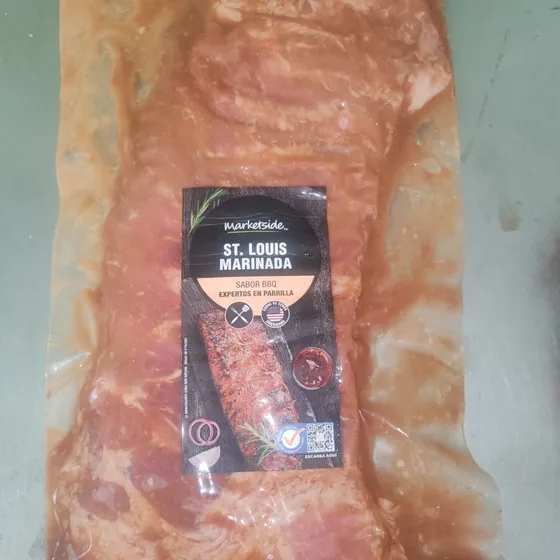 marketside
ST. LOUIS
MARINADA
SABOR BBQ
EXPERTOS EN PARRILLA
ESCANEA AQUÍ